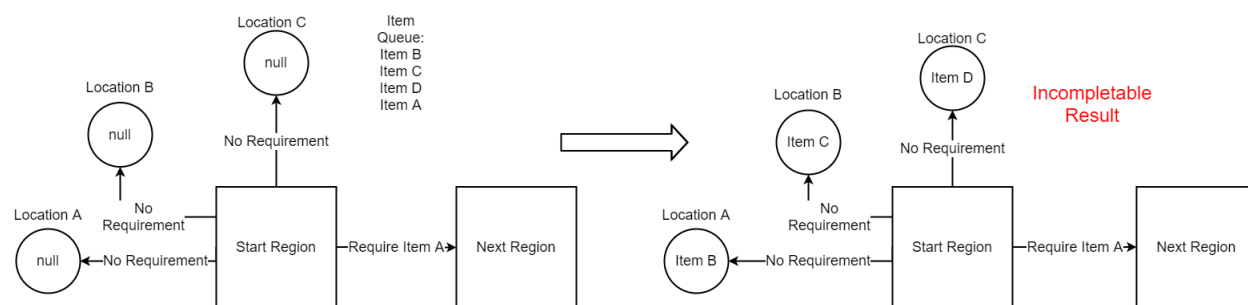 Location C
null
Item
Queue:
Item B
Item C
Item D
Item A
Location B
null
No Requirement
Location A
null
No
Requirement
No Requirement
Start Region
Require Item A
Next Region
Location C
Item D
Incompletable
Result
Location B
Item C
No Requirement
Location A
Item B
No
Requirement
No Requirement
Start Region
Require Item A
Next Region